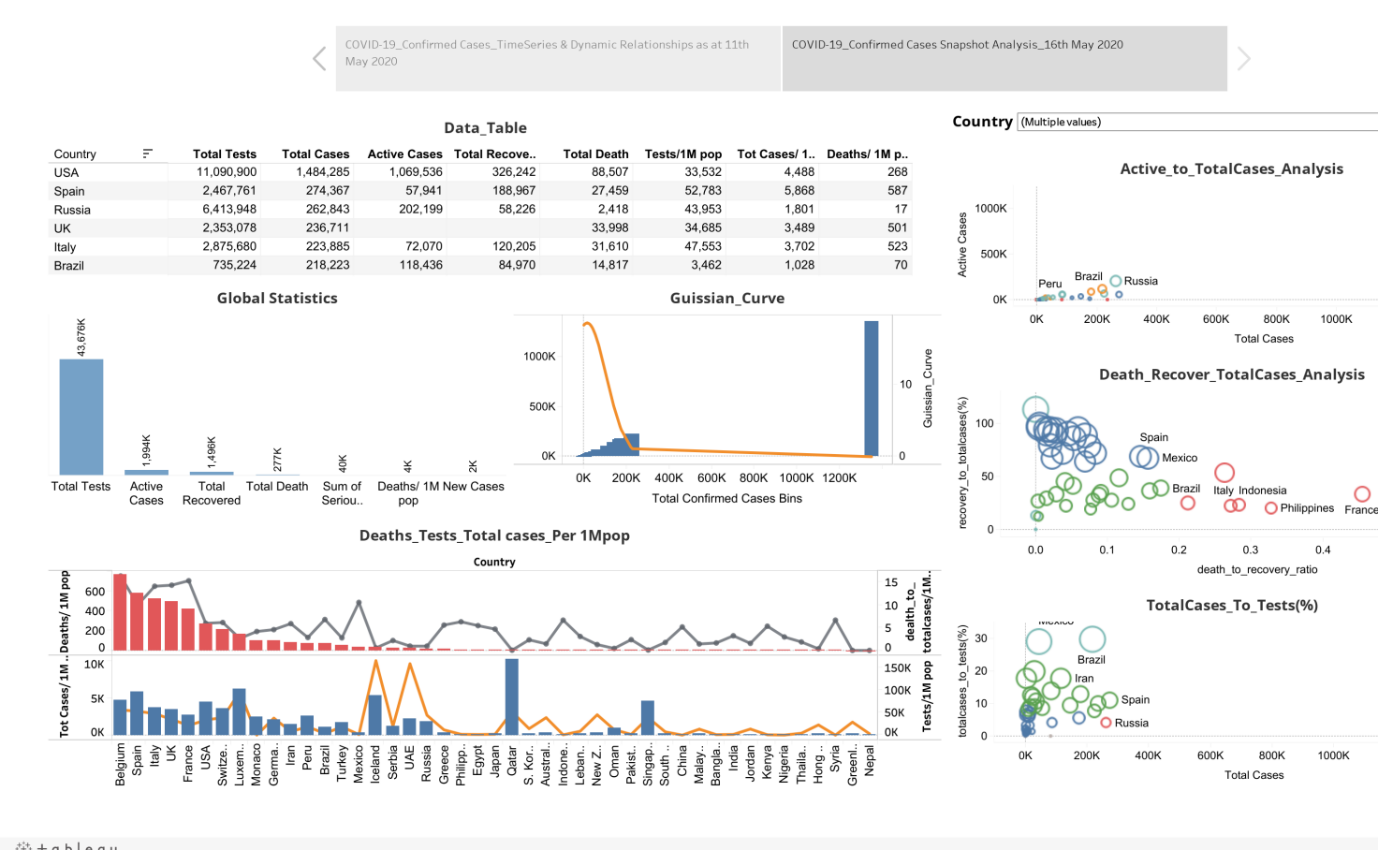 COVID-19_Confirmed Cases_TimeSeries & Dynamic Relationships as at 11th
May 2020
COVID-19_Confirmed Cases Snapshot Analysis_16th May 2020
Data_Table
Country Total Tests Total Cases Active Cases Total Recove.. Total Death Tests/1M pop Tot Cases/ 1.. Deaths/ 1M p..
USA 11,090,900 1,484,285 1,069,536 326,242 88,507 33,532 4,488 268
Spain 2,467,761 274,367 57,941 188,967 27,459 52,783 5,868 587
Russia 6,413,948 262,843 202,199 58,226 2,418 43,953 1,801 17
UK 2,353,078 236,711 33,998 34,685 3,489 501
Italy 2,875,680 223,885 72,070 120,205 31,610 47,553 3,702 523
Brazil 735,224 218,223 118,436 84,970 14,817 3,462 1,028 70
Global Statistics
43,676K
1,994K
1,496K
277K
40K
4K
2K
Total Tests Active Total Total Death Sum of Deaths/ 1M New Cases
Cases Recovered Seriou.. pop
Guissian_Curve
1000K
500K
0K
10
0
Guissian_Curve
0K 200K 400K 600K 800K 1000K 1200K
Total Confirmed Cases Bins
Deaths_Tests_Total cases_Per 1Mpop
Country
Deaths/ 1M pop
600
400
200
0
15
10
5
0
death_to_
totalcases/1M..
Tot Cases/ 1M ..
10K
5K
0K
150K
100K
50K
0K
Tests/1M pop
Belgium Spain Italy UK France USA Switze.. Luxem.. Monaco Germa.. Iran Peru Brazil Turkey Mexico Iceland Serbia UAE Russia Greece Philipp.. Egypt Japan Qatar S. Kor.. Austral.. Indone.. Leban.. New Z.. Oman Pakist.. Singap.. South .. China Malay.. Bangla.. India Jordan Kenya Nigeria Thaila.. Hong .. Syria Greenl.. Nepal
Country (Multiple values)
Active_to_TotalCases_Analysis
Active Cases
1000K
500K
0K
Peru
Brazil
Russia
0K 200K 400K 600K 800K 1000K
Total Cases
Death_Recover_TotalCases_Analysis
recovery_to_totalcases(%)
100
50
0
Spain
Mexico
Brazil
Italy
Indonesia
Philippines
France
0.0 0.1 0.2 0.3 0.4
death_to_recovery_ratio
TotalCases_To_Tests(%)
totalcases_to_tests(%)
30
20
10
0
Mexico
Brazil
Iran
Spain
Russia
0K 200K 400K 600K 800K 1000K
Total Cases
+ableau